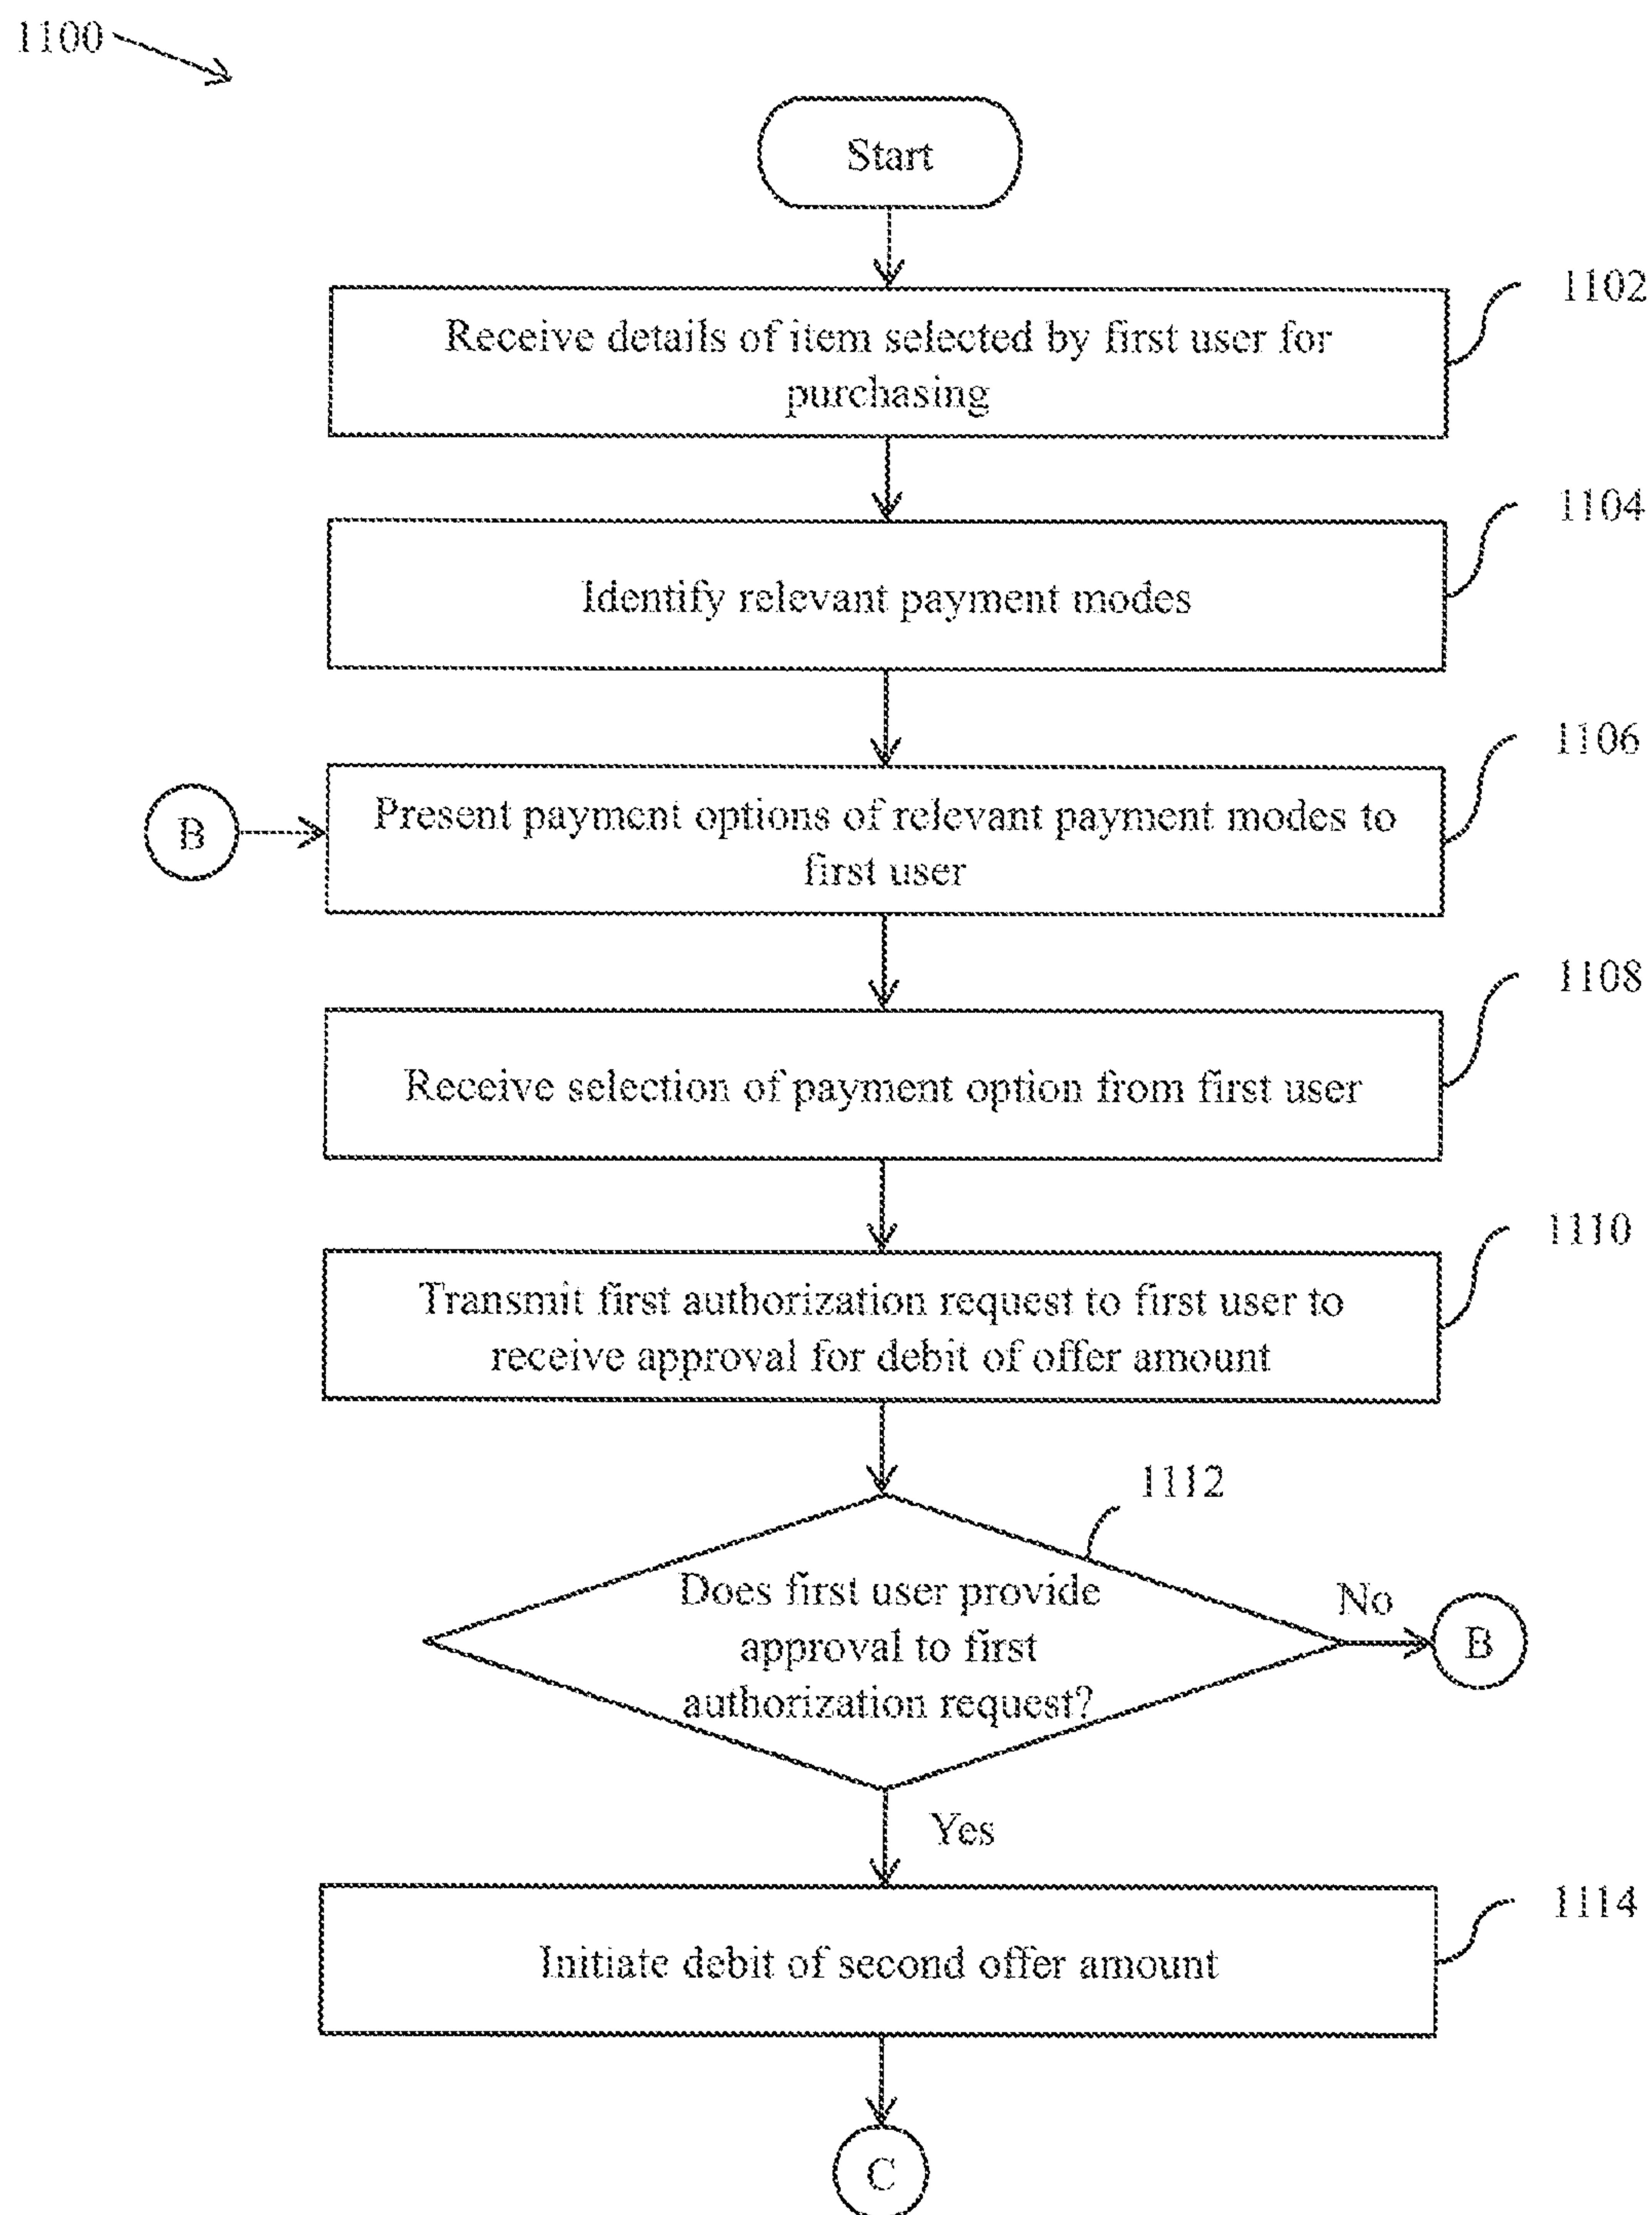 1100
Start
1102
Receive details of item selected by first user for
purchasing
1104
Identify relevant payment modes
1106
B
Present payment options of relevant payment modes to
first user
1108
Receive selection of payment option from first user
1110
Transmit first authorization request to first user to
receive approval for debit of offer amount
1112
Does first user provide
approval to first
authorization request?
No
B
Yes
1114
Initiate debit of second offer amount
C